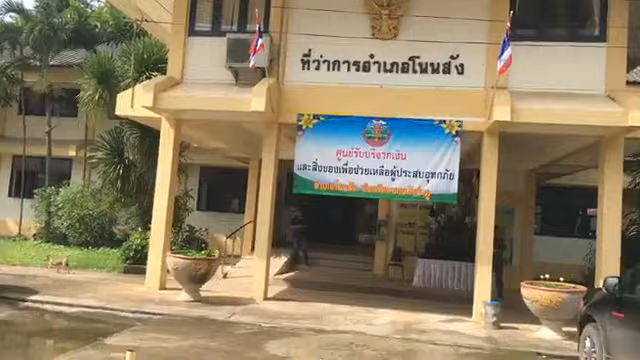 ที่ว่าการอำเภอโนนสัง
ศูนย์รับบริจาคเงิน
และสิ่งของเพื่อช่วยเหลือผู้ประสบอุทกภัย